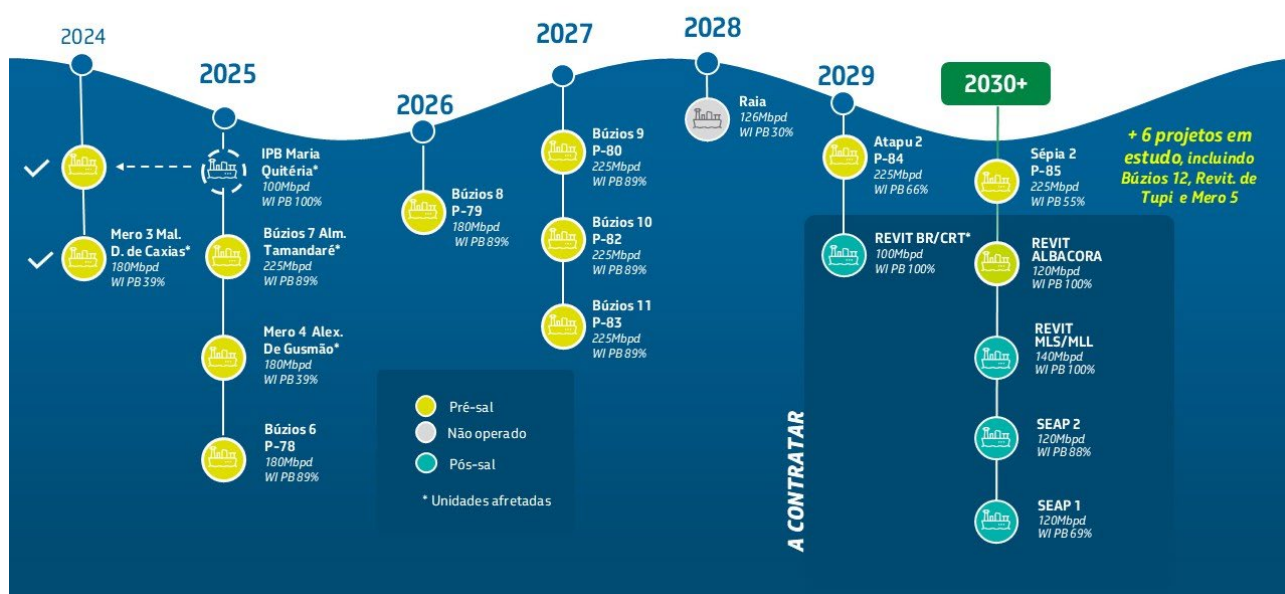 2024
2025
2026
2027
2028
2029
2030+
Mero 3 Mal.
D. de Caxias*
180Mbpd
WI PB 39%
IPB Maria
Quitéria*
100Mbpd
WI PB 100%
Búzios 7 Alm.
Tamandaré*
225Mbpd
WI PB 89%
Mero 4 Alex.
De Gusmão*
180Mbpd
WI PB 39%
Búzios 6
P-78
180Mbpd
WI PB 89%
Búzios 8
P-79
180Mbpd
WI PB 89%
Búzios 9
P-80
225Mbpd
WI PB 89%
Búzios 10
P-82
225Mbpd
WI PB 89%
Búzios 11
P-83
225Mbpd
WI PB 89%
Raia
126Mbpd
WI PB 30%
Atapu 2
P-84
225Mbpd
WI PB 66%
REVIT BR/CRT*
100Mbpd
WI PB 100%
Sépia 2
P-85
225Mbpd
WI PB 55%
REVIT
ALBACORA
120Mbpd
WI PB 100%
REVIT
MLS/MLL
140Mbpd
WI PB 100%
SEAP 2
120Mbpd
WI PB 88%
SEAP 1
120Mbpd
WI PB 69%
+ 6 projetos em
estudo, incluindo
Búzios 12, Revit. de
Tupi e Mero 5
A CONTRATAR
Pré-sal
Não operado
Pós-sal
* Unidades afretadas